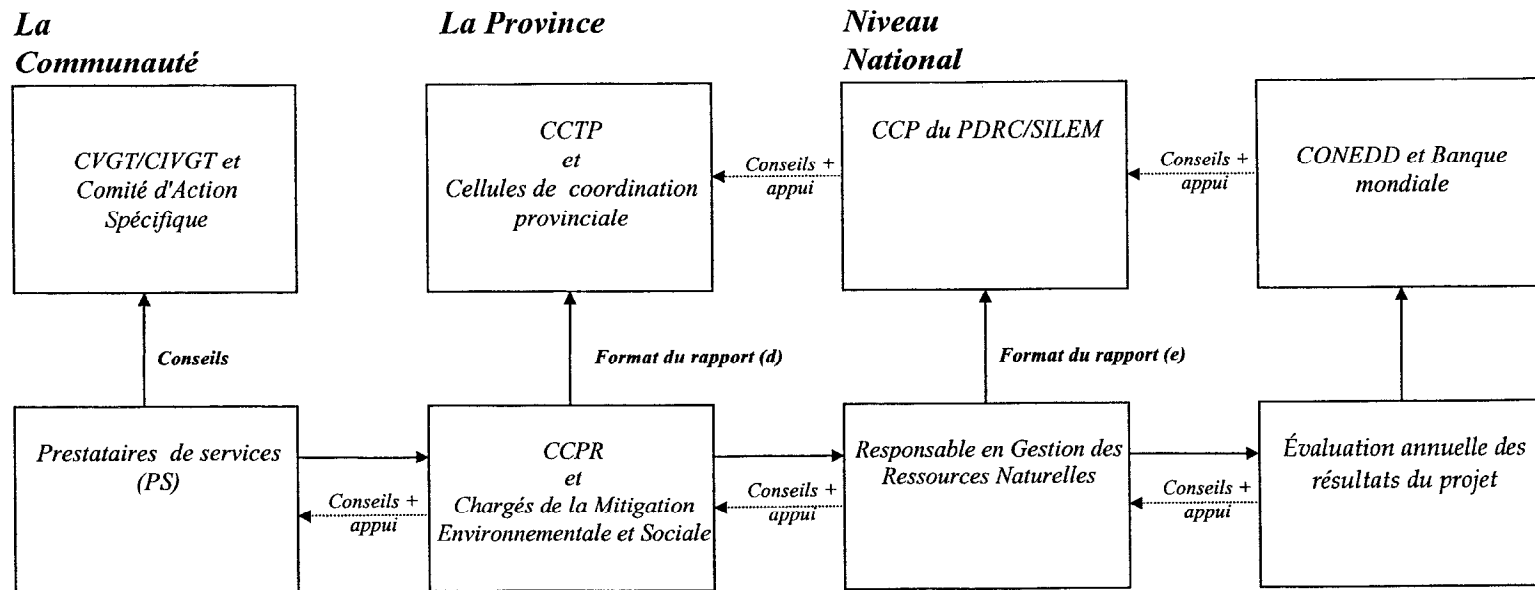 La
Communauté
La Province
Niveau
National
CVGT/CIVGT et
Comité d'Action
Spécifique
CCTP
et
Cellules de coordination
provinciale
Conseils +
appui
CCP du PDRC/SILEM
Conseils +
appui
CONEDD et Banque
mondiale
Conseils
Format du rapport (d)
Format du rapport (e)
Prestataires de services
(PS)
Conseils +
appui
CCPR
et
Chargés de la Mitigation
Environnementale et Sociale
Conseils +
appui
Responsable en Gestion des
Ressources Naturelles
Conseils +
appui
Évaluation annuelle des
résultats du projet